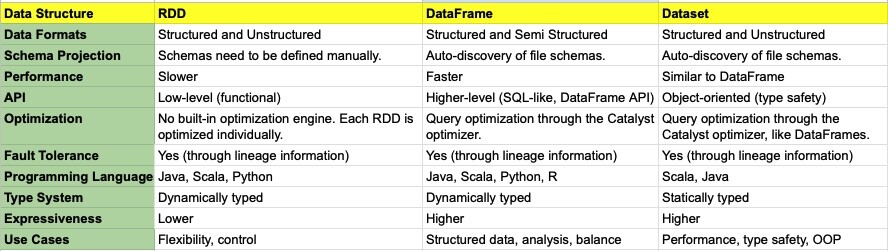 Data Structure RDD DataFrame Dataset
Data Formats Structured and Unstructured Structured and Semi Structured Structured and Unstructured
Schema Projection Schemas need to be defined manually. Auto-discovery of file schemas. Auto-discovery of file schemas.
Performance Slower Faster Similar to DataFrame
API Low-level (functional) Higher-level (SQL-like, DataFrame API) Object-oriented (type safety)
Optimization No built-in optimization engine. Each RDD is Query optimization through the Catalyst Query optimization through the
optimized individually. optimizer. Catalyst optimizer, like DataFrames.
Fault Tolerance Yes (through lineage information) Yes (through lineage information) Yes (through lineage information)
Programming Language Java, Scala, Python Java, Scala, Python, R Scala, Java
Type System Dynamically typed Dynamically typed Statically typed
Expressiveness Lower Higher Higher
Use Cases Flexibility, control Structured data, analysis, balance Performance, type safety, OOP